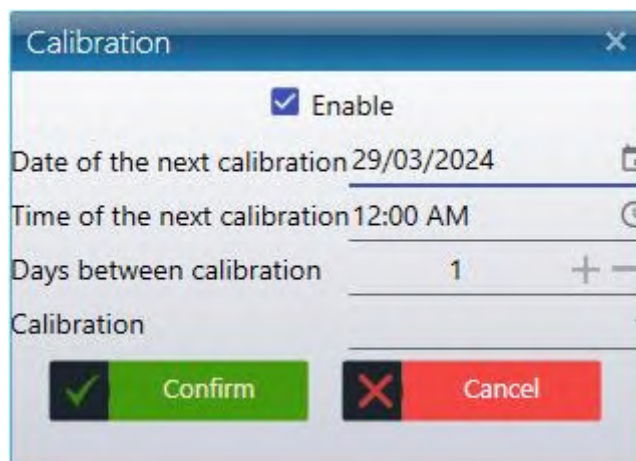 Calibration
Enable
Date of the next calibration 29/03/2024
Time of the next calibration 12:00 AM
Days between calibration 1
Calibration
Confirm Cancel